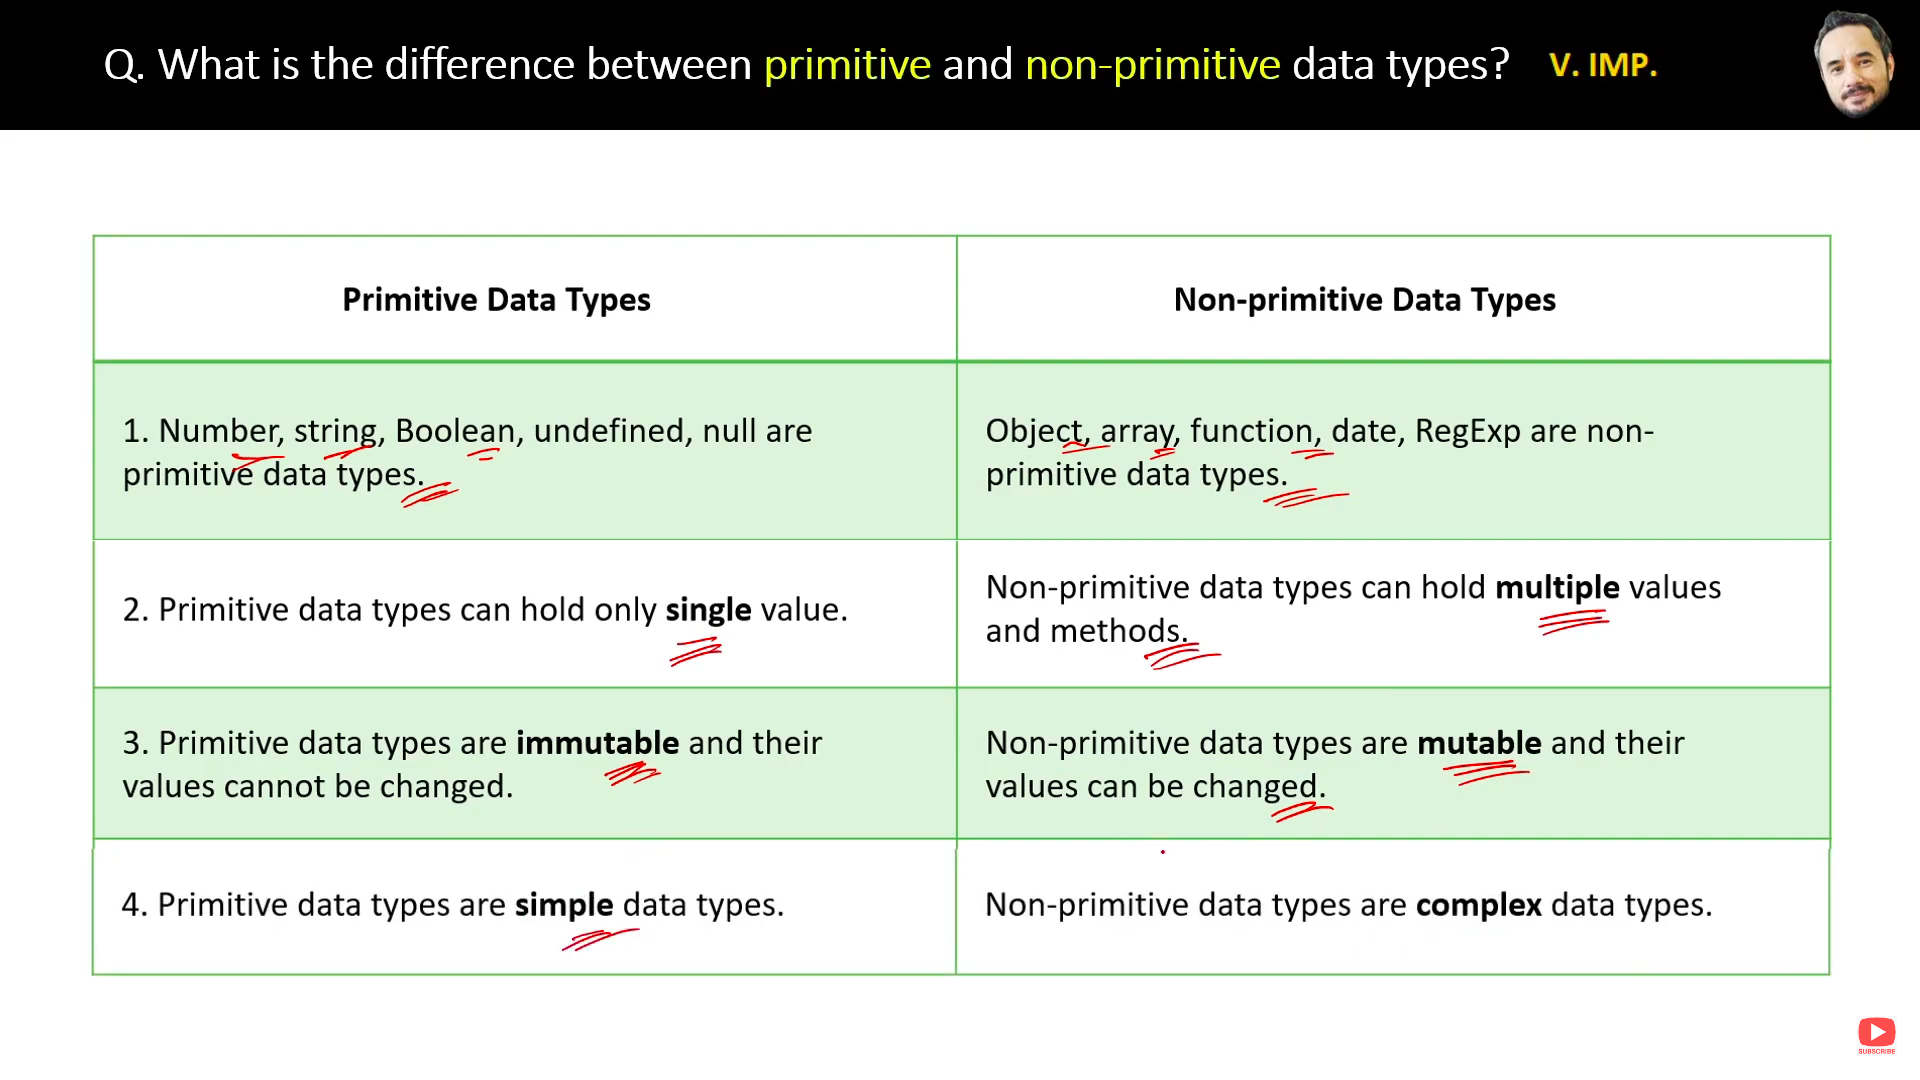 Q. What is the difference between primitive and non-primitive data types? V. IMP.
Primitive Data Types
Non-primitive Data Types
1. Number, string, Boolean, undefined, null are
primitive data types.
Object, array, function, date, RegExp are non-
primitive data types.
2. Primitive data types can hold only single value.
Non-primitive data types can hold multiple values
and methods.
3. Primitive data types are immutable and their
values cannot be changed.
Non-primitive data types are mutable and their
values can be changed.
4. Primitive data types are simple data types.
Non-primitive data types are complex data types.
SUBSCRIBE